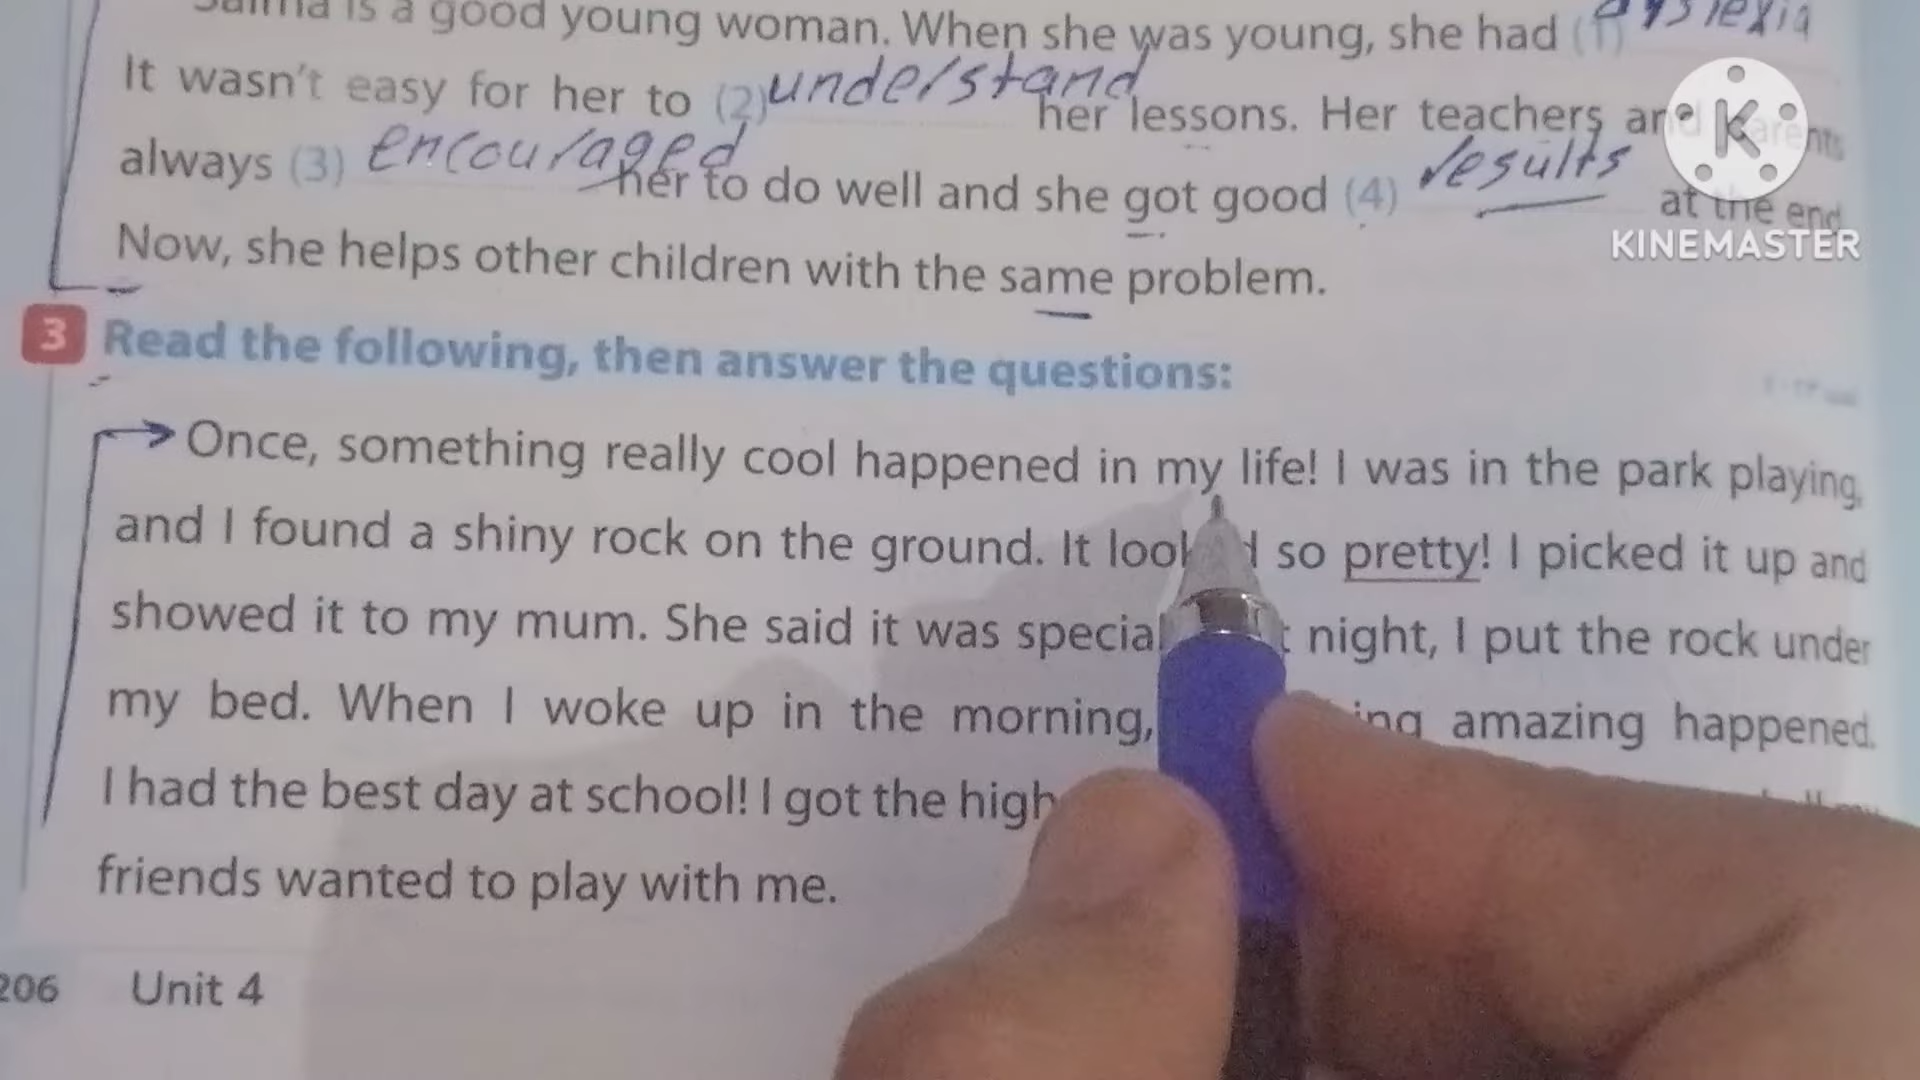 Salma is a good young woman. When she was young, she had (1) dyslexia
It wasn't easy for her to (2) understand her lessons. Her teachers and parents
always (3) encouraged her to do well and she got good (4) results at the end.
Now, she helps other children with the same problem.
K
KINEMASTER
3 Read the following, then answer the questions:
Once, something really cool happened in my life! I was in the park playing,
and I found a shiny rock on the ground. It looked so pretty! I picked it up and
showed it to my mum. She said it was special night, I put the rock under
my bed. When I woke up in the morning, amazing happened.
I had the best day at school! I got the high
friends wanted to play with me.
206 Unit 4